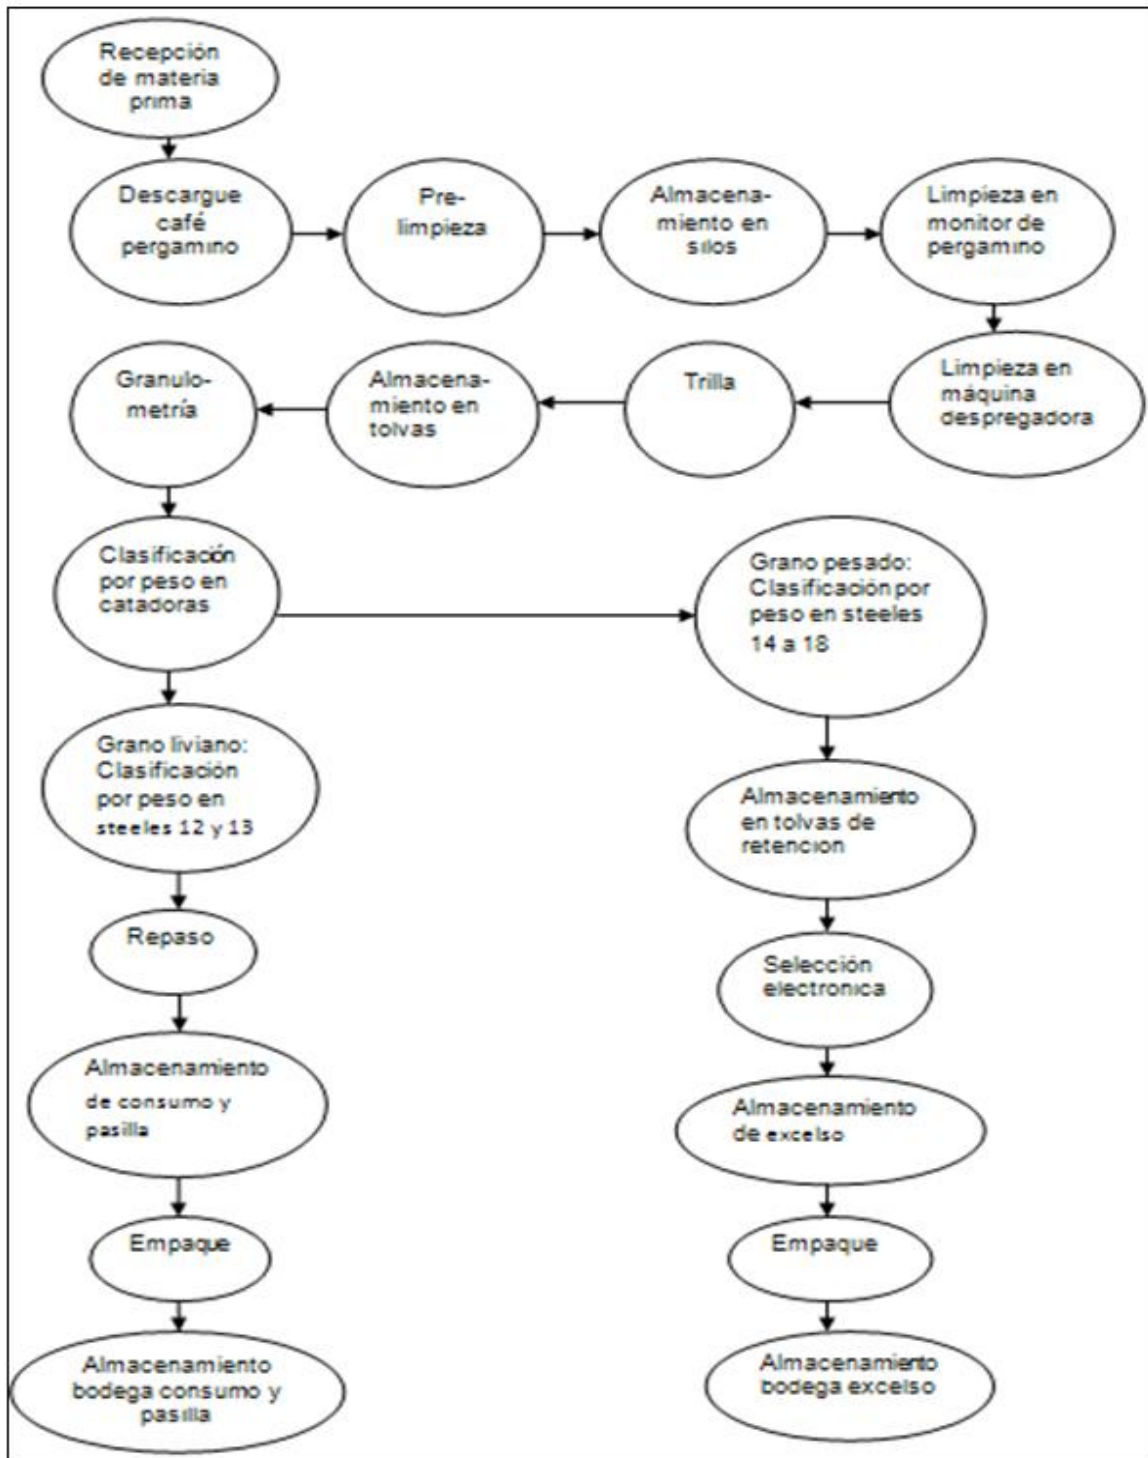 Recepción
de materia
prima
Descargue
café
pergamino
Pre-
limpieza
Almacena-
miento en
silos
Limpieza en
monitor de
pergamino
Limpieza en
máquina
despregadora
Trilla
Almacena-
miento en
tolvas
Granulo-
metría
Clasificación
por peso en
catadoras
Grano pesado:
Clasificación por
peso en steeles
14 a 18
Grano liviano:
Clasificación
por peso en
steeles 12 y 13
Almacenamiento
en tolvas de
retencion
Repaso
Selección
electronica
Almacenamiento
de consumo y
pasilla
Almacenamiento
de excelso
Empaque
Empaque
Almacenamiento
bodega consumo y
pasilla
Almacenamiento
bodega excelso